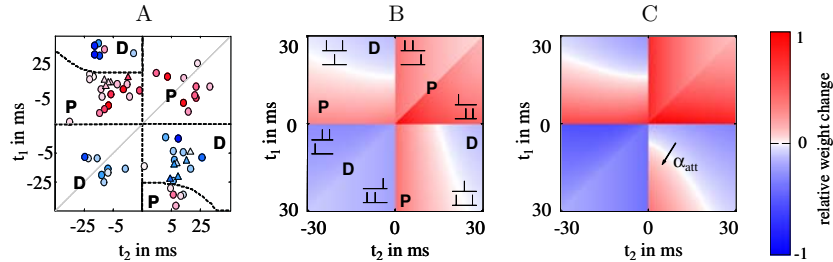 A
B
C
D
P
D
D
P
25
-5
-5
-25
t1 in ms
-25
-5
5
25
t2 in ms
D
P
P
D
D
P
30
0
30
t1 in ms
-30
0
30
t2 in ms
αatt
30
0
30
t1 in ms
-30
0
30
t2 in ms
1
0
-1
relative weight change